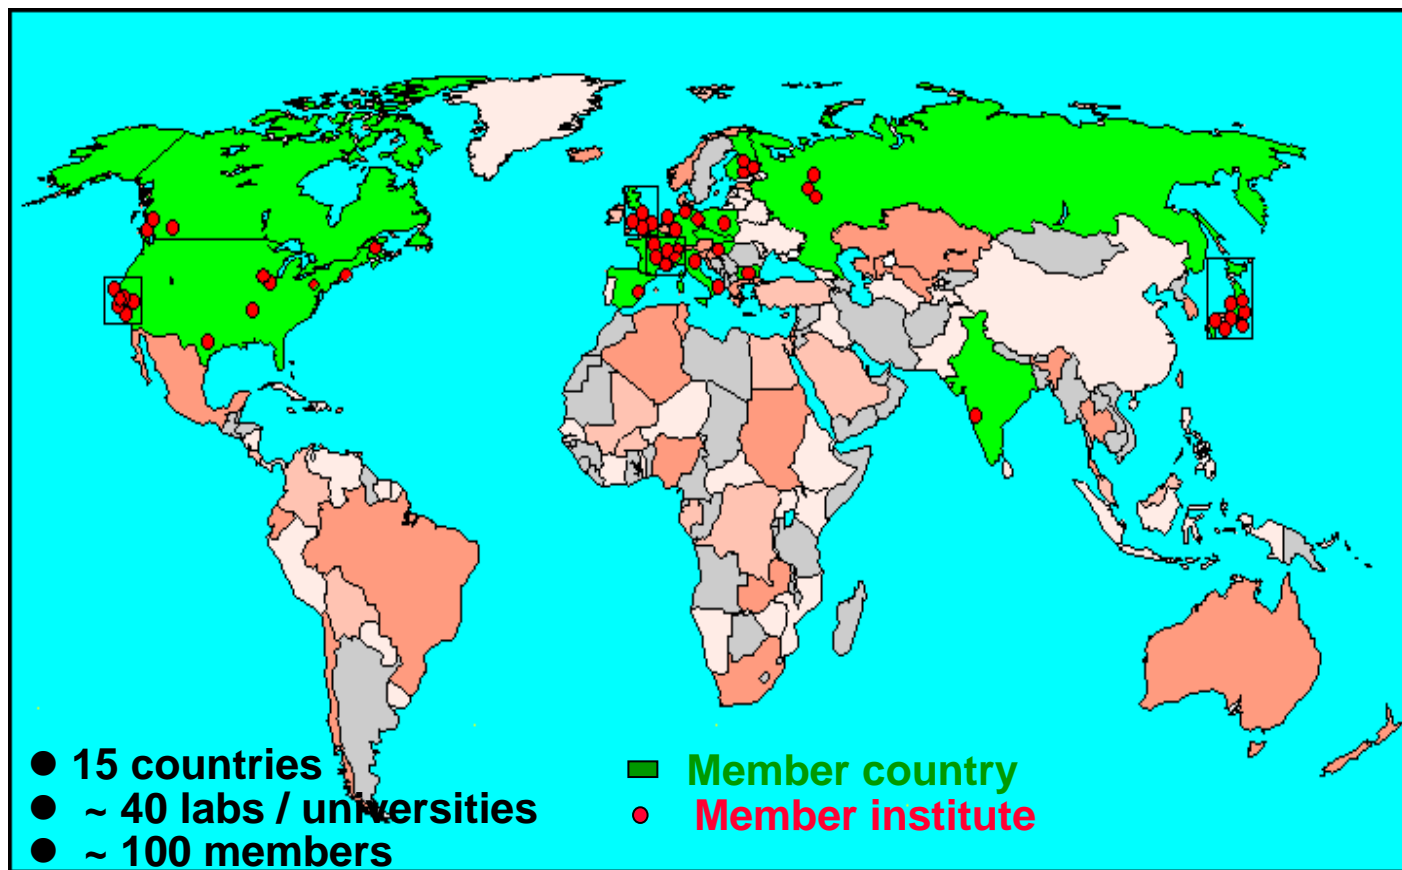 ● 15 countries
● ~ 40 labs / universities
● ~ 100 members
Member country
Member institute